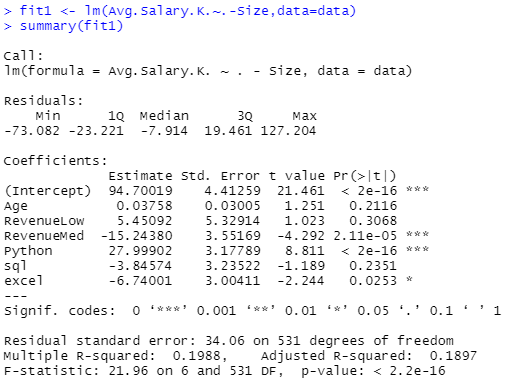 > fit1 <- lm(Avg.Salary.K.~.-Size,data=data)
> summary(fit1)
Call:
lm(formula = Avg.Salary.K. ~ . - Size, data = data)
Residuals:
    Min      1Q  Median      3Q     Max
-73.082 -23.221  -7.914  19.461 127.204
Coefficients:
             Estimate Std. Error t value Pr(>|t|)
(Intercept)  94.70019    4.41259  21.461  < 2e-16 ***
Age           0.03758    0.03005   1.251   0.2116
RevenueLow    5.45092    5.32914   1.023   0.3068
RevenueMed  -15.24380    3.55169  -4.292 2.11e-05 ***
Python       27.99902    3.17789   8.811  < 2e-16 ***
sql          -3.84574    3.23522  -1.189   0.2351
excel        -6.74001    3.00411  -2.244   0.0253 *
---
Signif. codes:  0 ‘***’ 0.001 ‘**’ 0.01 ‘*’ 0.05 ‘.’ 0.1 ‘ ’ 1
Residual standard error: 34.06 on 531 degrees of freedom
Multiple R-squared:  0.1988,    Adjusted R-squared:  0.1897
F-statistic: 21.96 on 6 and 531 DF,  p-value: < 2.2e-16